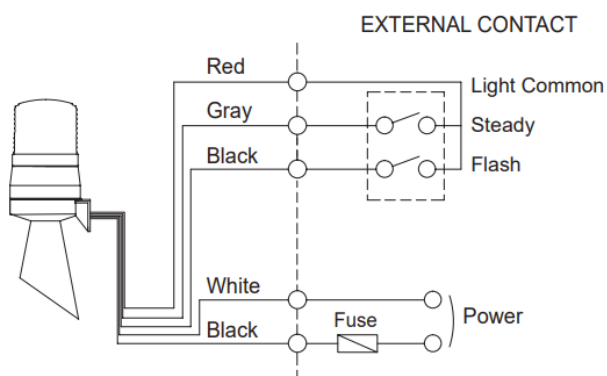 EXTERNAL CONTACT
Red
Light Common
Gray
Steady
Black
Flash
White
Black
Fuse
Power